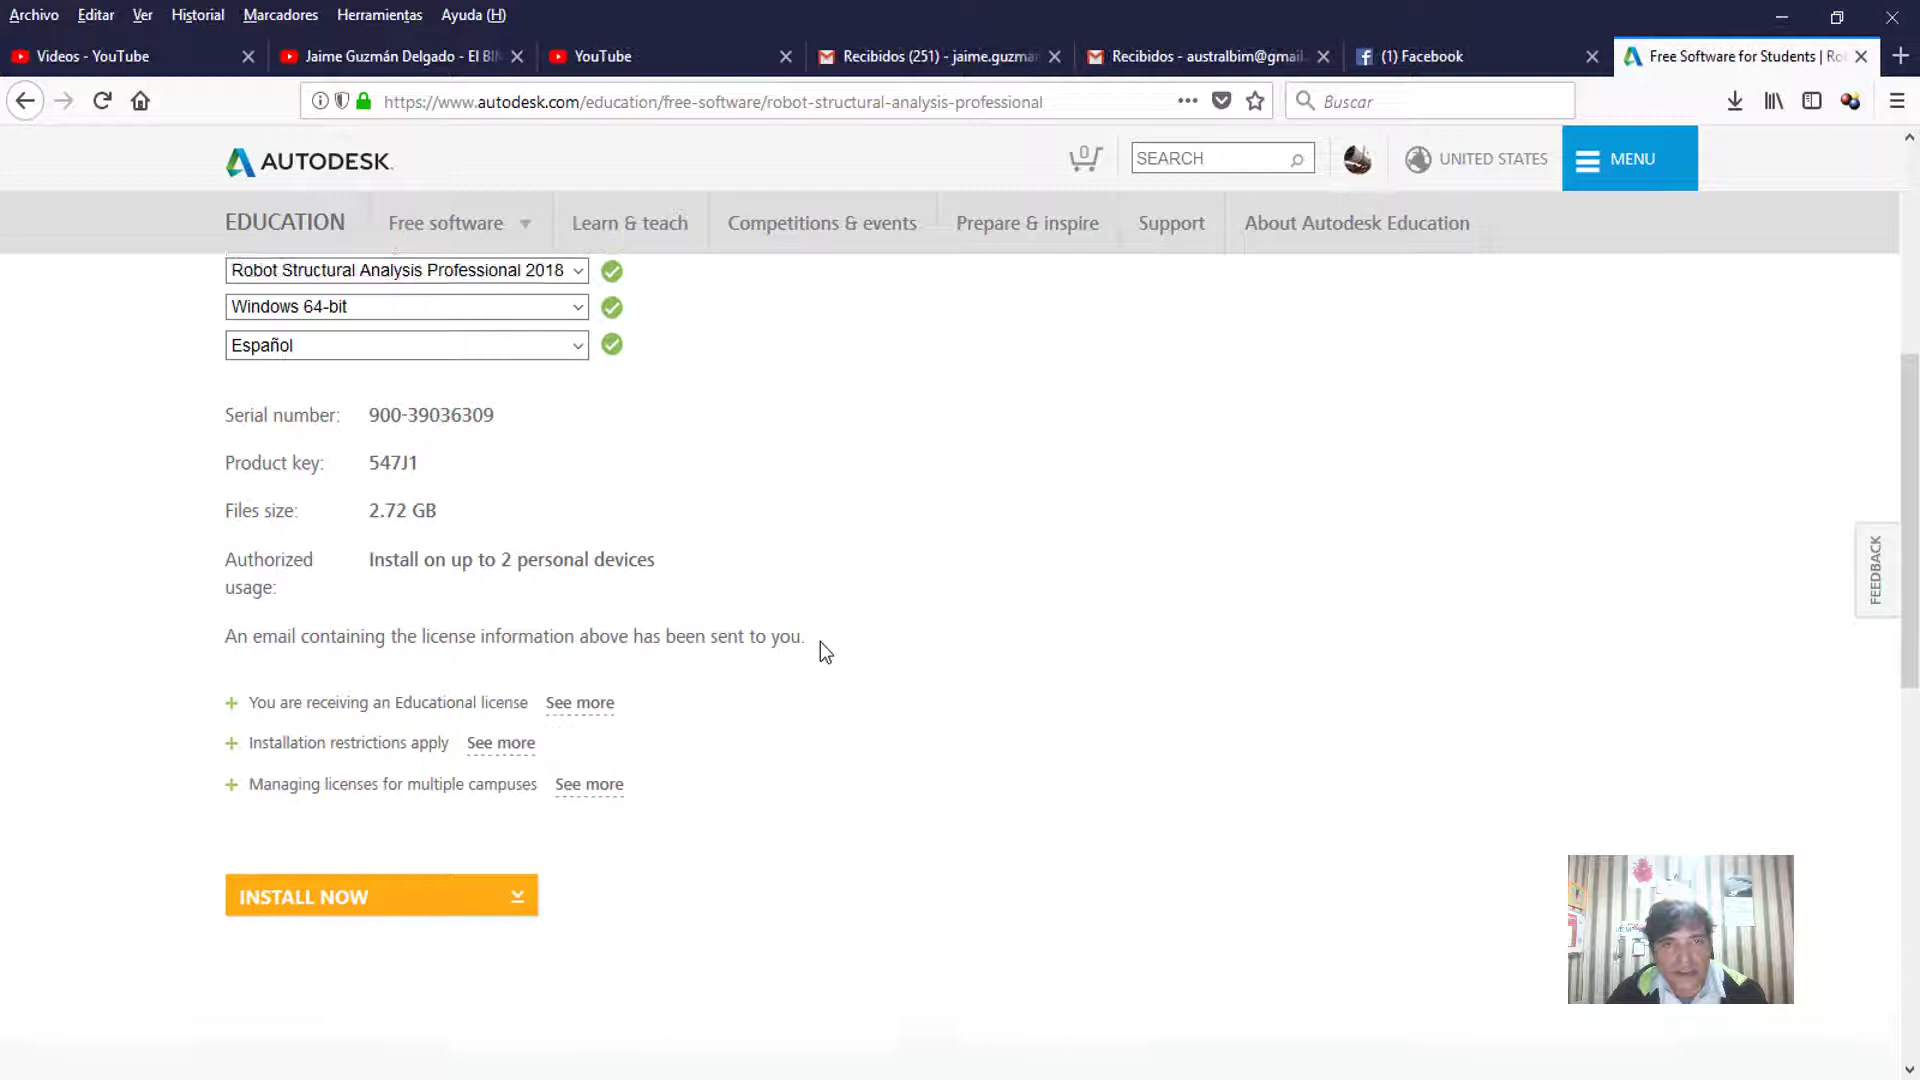 Archivo Editar Ver Historial Marcadores Herramientas Ayuda (H)
Videos - YouTube
Jaime Guzmán Delgado - El BI
YouTube
Recibidos (251) - jaime.guzma
Recibidos - australbim@gmail.
(1) Facebook
Free Software for Students | Ro
https://www.autodesk.com/education/free-software/robot-structural-analysis-professional
Buscar
AUTODESK
0
SEARCH
UNITED STATES
MENU
EDUCATION Free software Learn & teach Competitions & events Prepare & inspire Support About Autodesk Education
Robot Structural Analysis Professional 2018
Windows 64-bit
Español
Serial number: 900-39036309
Product key: 547J1
Files size: 2.72 GB
Authorized usage: Install on up to 2 personal devices
An email containing the license information above has been sent to you.
You are receiving an Educational license See more
Installation restrictions apply See more
Managing licenses for multiple campuses See more
INSTALL NOW
FEEDBACK